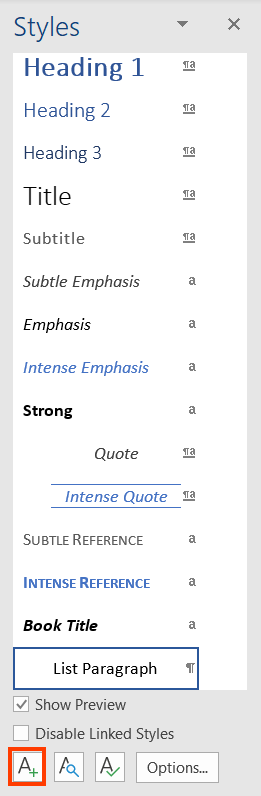 Styles
Heading 1 ¶a
Heading 2 ¶a
Heading 3 ¶a
Title ¶a
Subtitle ¶a
Subtle Emphasis a
Emphasis a
Intense Emphasis a
Strong a
Quote ¶a
Intense Quote ¶a
Subtle Reference a
Intense Reference a
Book Title a
List Paragraph ¶
Show Preview
Disable Linked Styles
Options...